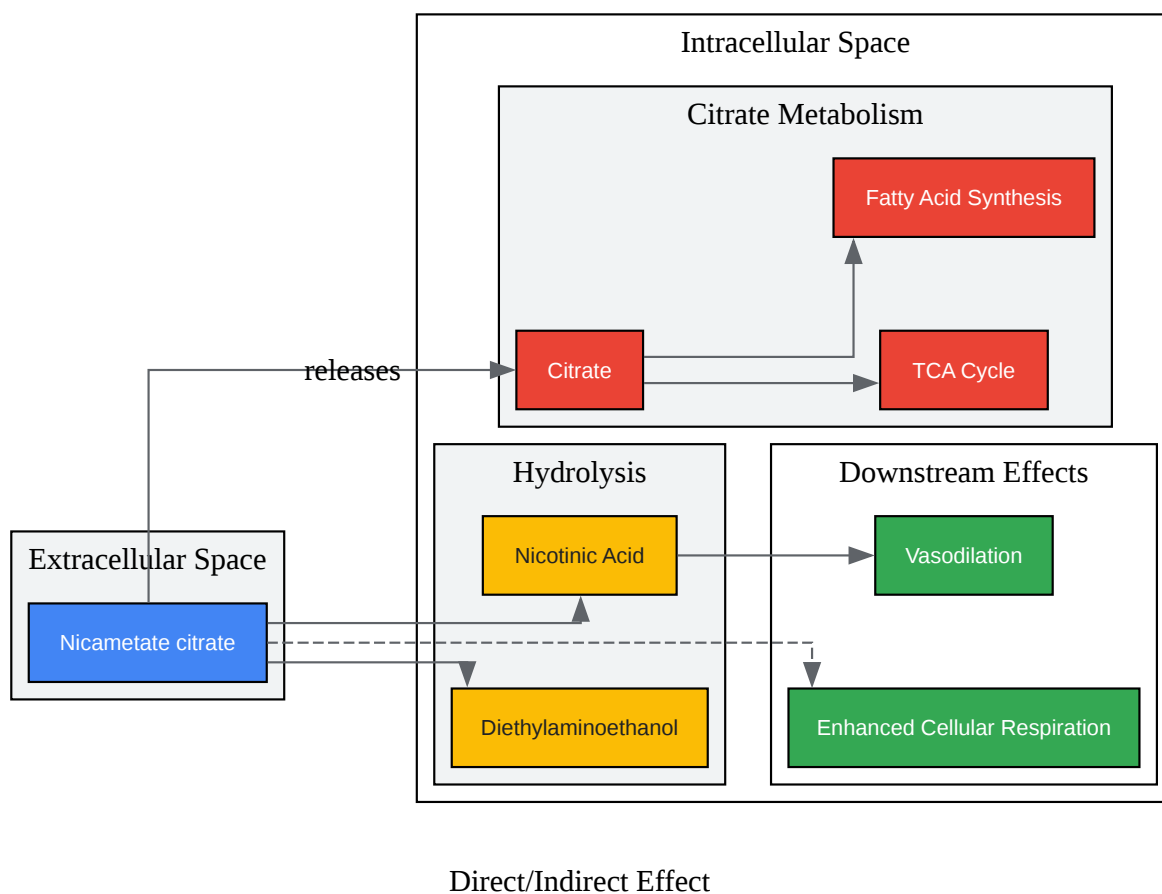 Intracellular Space
Citrate Metabolism
Fatty Acid Synthesis
releases
Citrate
TCA Cycle
Hydrolysis
Downstream Effects
Nicotinic Acid
Vasodilation
Extracellular Space
Nicametate citrate
Diethylaminoethanol
Enhanced Cellular Respiration
Direct/Indirect Effect